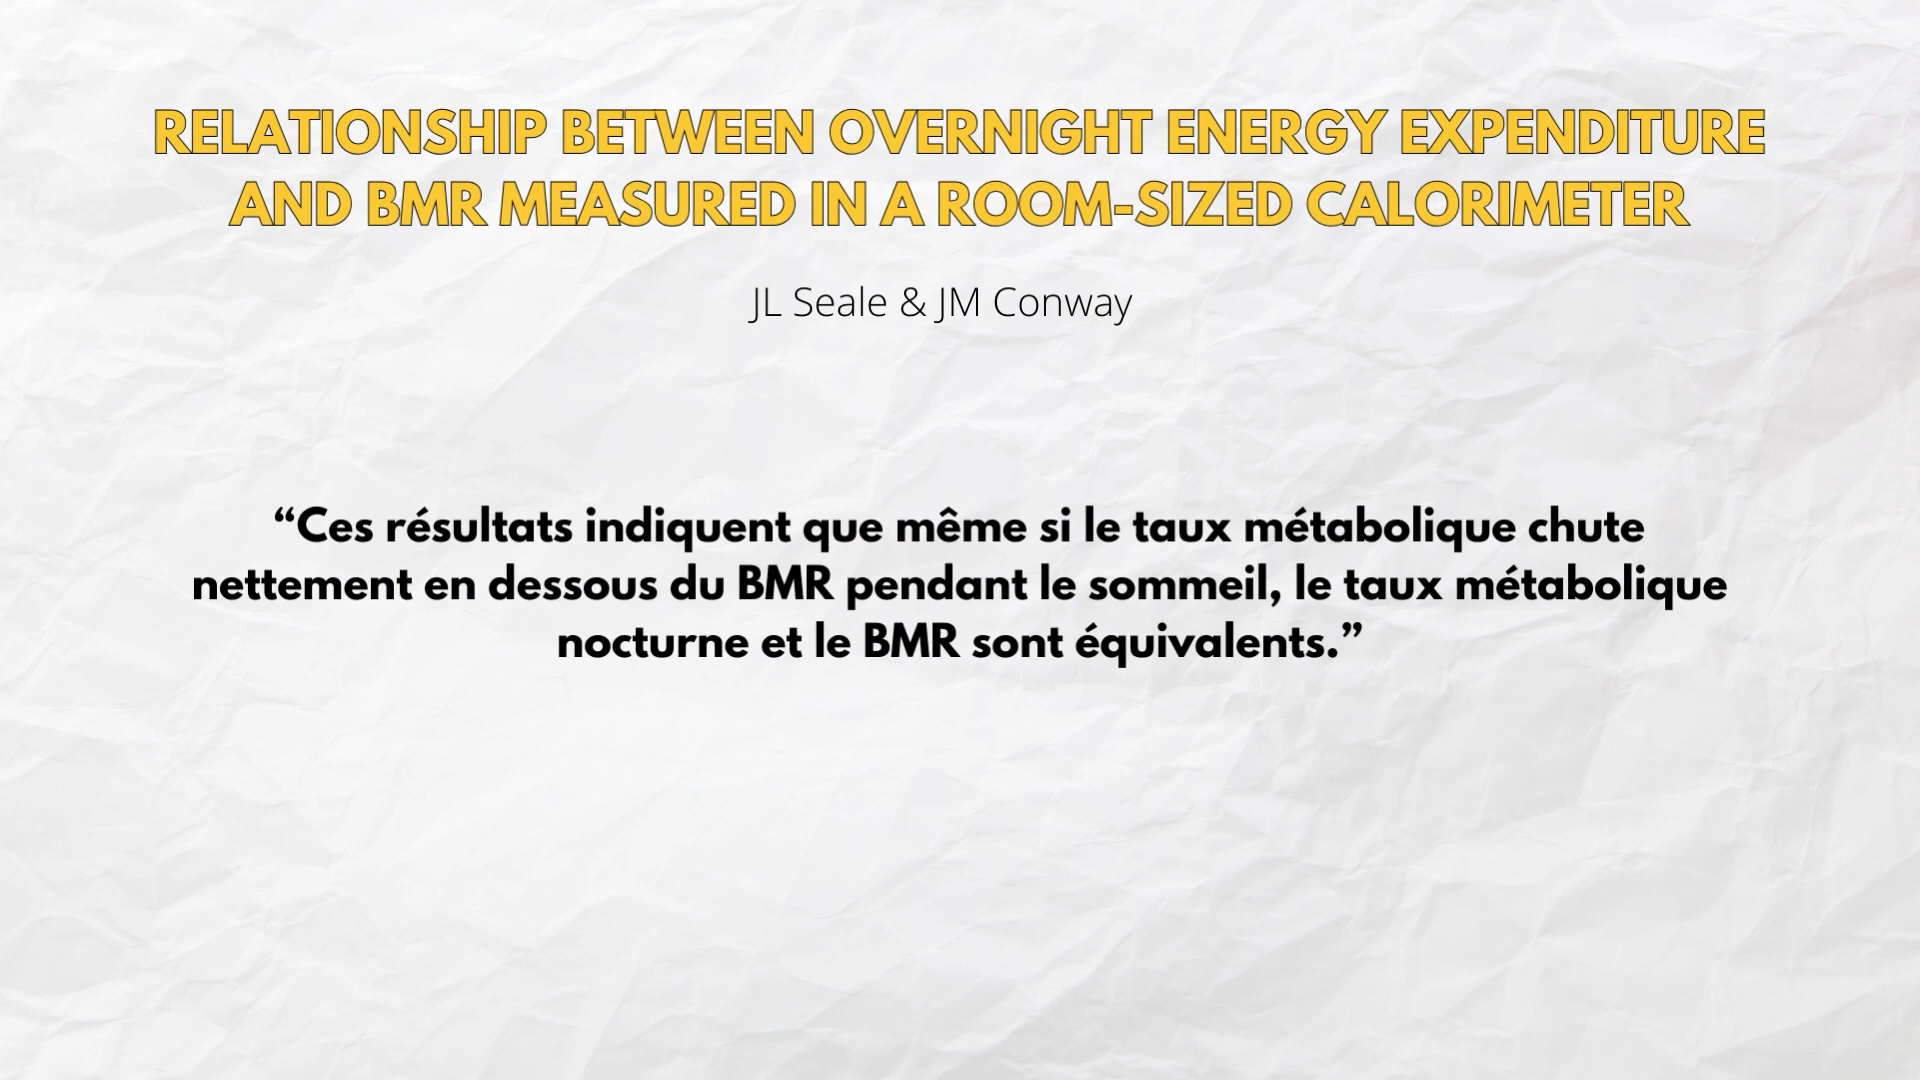 RELATIONSHIP BETWEEN OVERNIGHT ENERGY EXPENDITURE
AND BMR MEASURED IN A ROOM-SIZED CALORIMETER
JL Seale & JM Conway
“Ces résultats indiquent que même si le taux métabolique chute
nettement en dessous du BMR pendant le sommeil, le taux métabolique
nocturne et le BMR sont équivalents.”